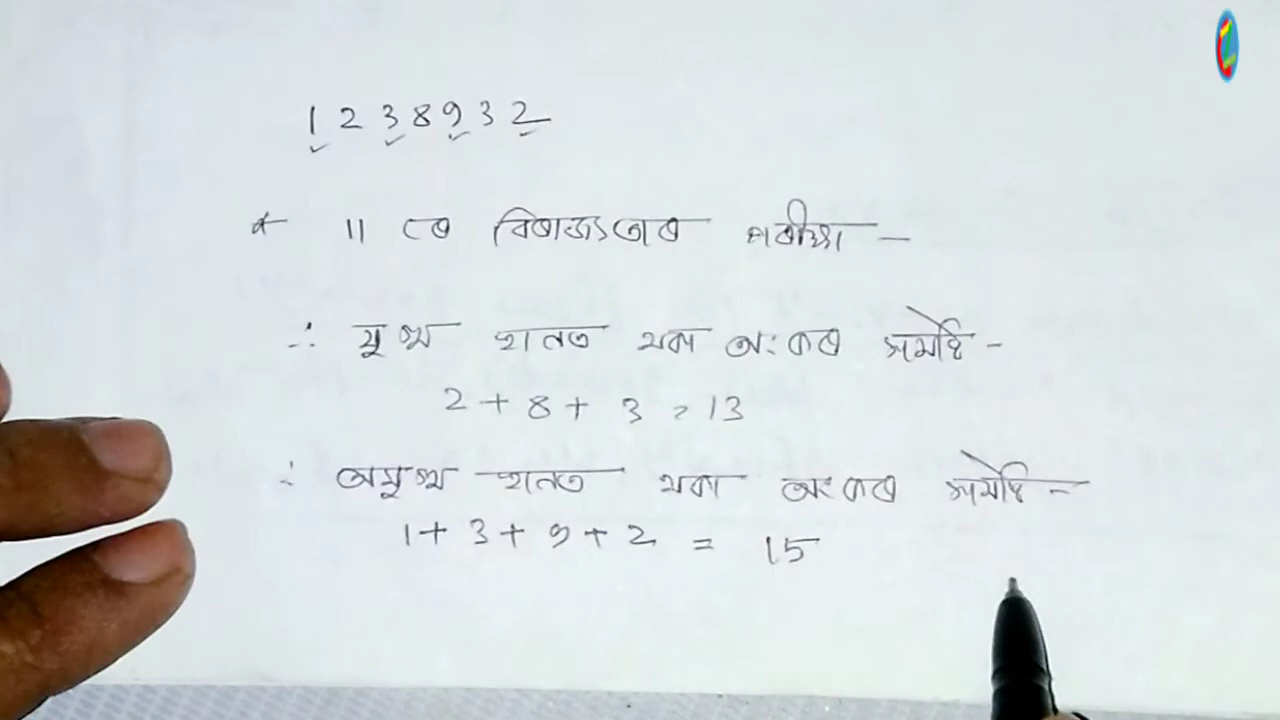 1238932
* 11 ৰে বিভাজ্যতাৰ পৰীক্ষা -
∴ যুগ্ম স্থানত থকা অংকৰ সমষ্টি -
2 + 8 + 3 = 13
∴ অযুগ্ম স্থানত থকা অংকৰ সমষ্টি -
1 + 3 + 9 + 2 = 15